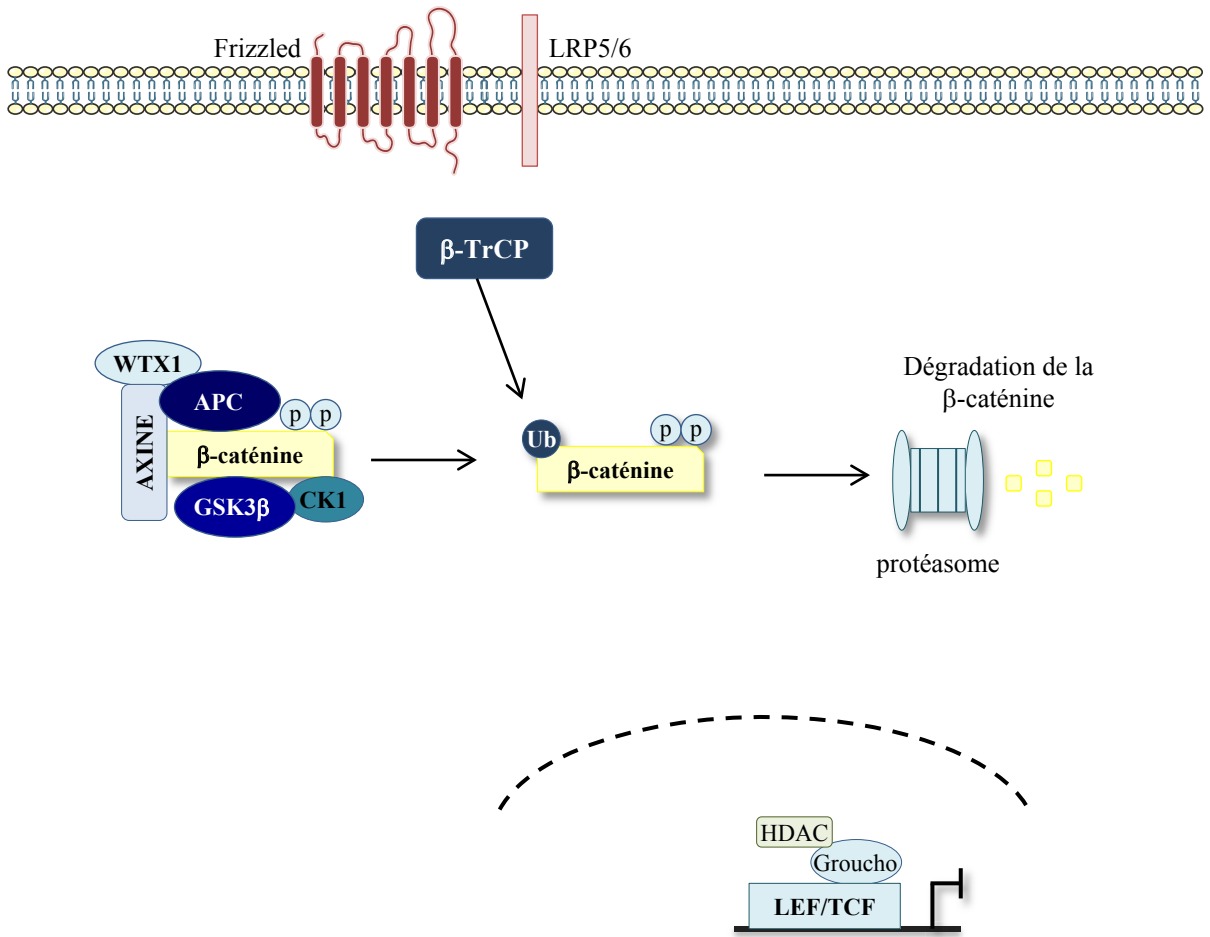 Frizzled
LRP5/6
β-TrCP
WTX1
APC
p p
AXINE
β-caténine
GSK3β
CK1
Ub
p p
β-caténine
Dégradation de la
β-caténine
protéasome
HDAC
Groucho
LEF/TCF